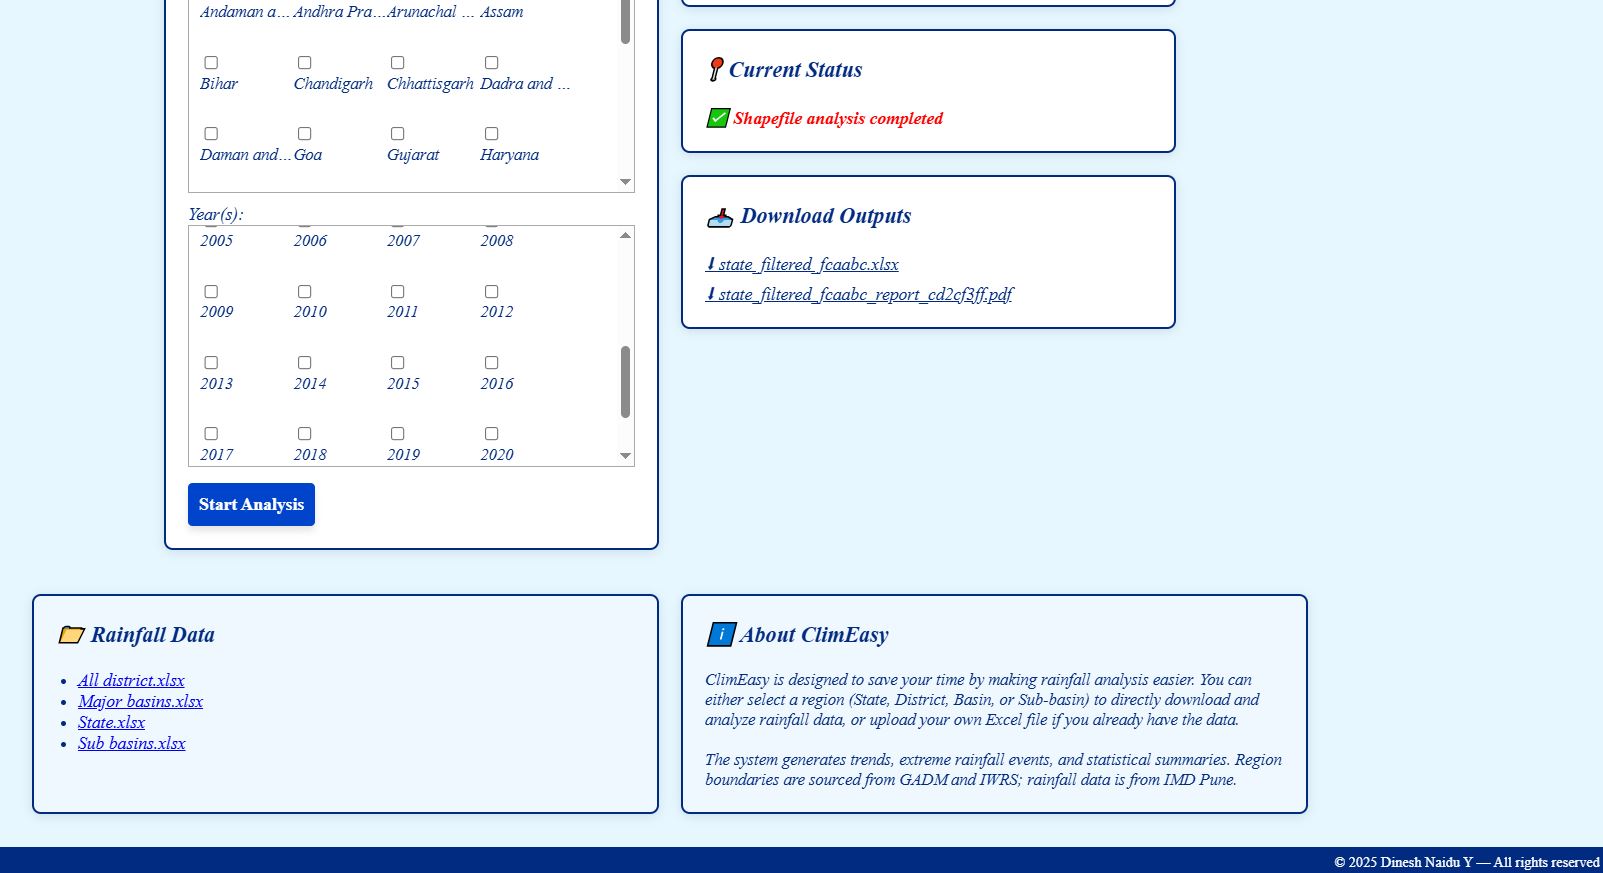 Andaman a... Andhra Pra... Arunachal ... Assam
Bihar Chandigarh Chhattisgarh Dadra and ...
Daman and... Goa Gujarat Haryana
Year(s):
2005 2006 2007 2008
2009 2010 2011 2012
2013 2014 2015 2016
2017 2018 2019 2020
Start Analysis
Current Status
Shapefile analysis completed
Download Outputs
state_filtered_fcaabc.xlsx
state_filtered_fcaabc_report_cd2cf3ff.pdf
Rainfall Data
All district.xlsx
Major basins.xlsx
State.xlsx
Sub basins.xlsx
About ClimEasy
ClimEasy is designed to save your time by making rainfall analysis easier. You can
either select a region (State, District, Basin, or Sub-basin) to directly download and
analyze rainfall data, or upload your own Excel file if you already have the data.
The system generates trends, extreme rainfall events, and statistical summaries. Region
boundaries are sourced from GADM and IWRS; rainfall data is from IMD Pune.
© 2025 Dinesh Naidu Y — All rights reserved